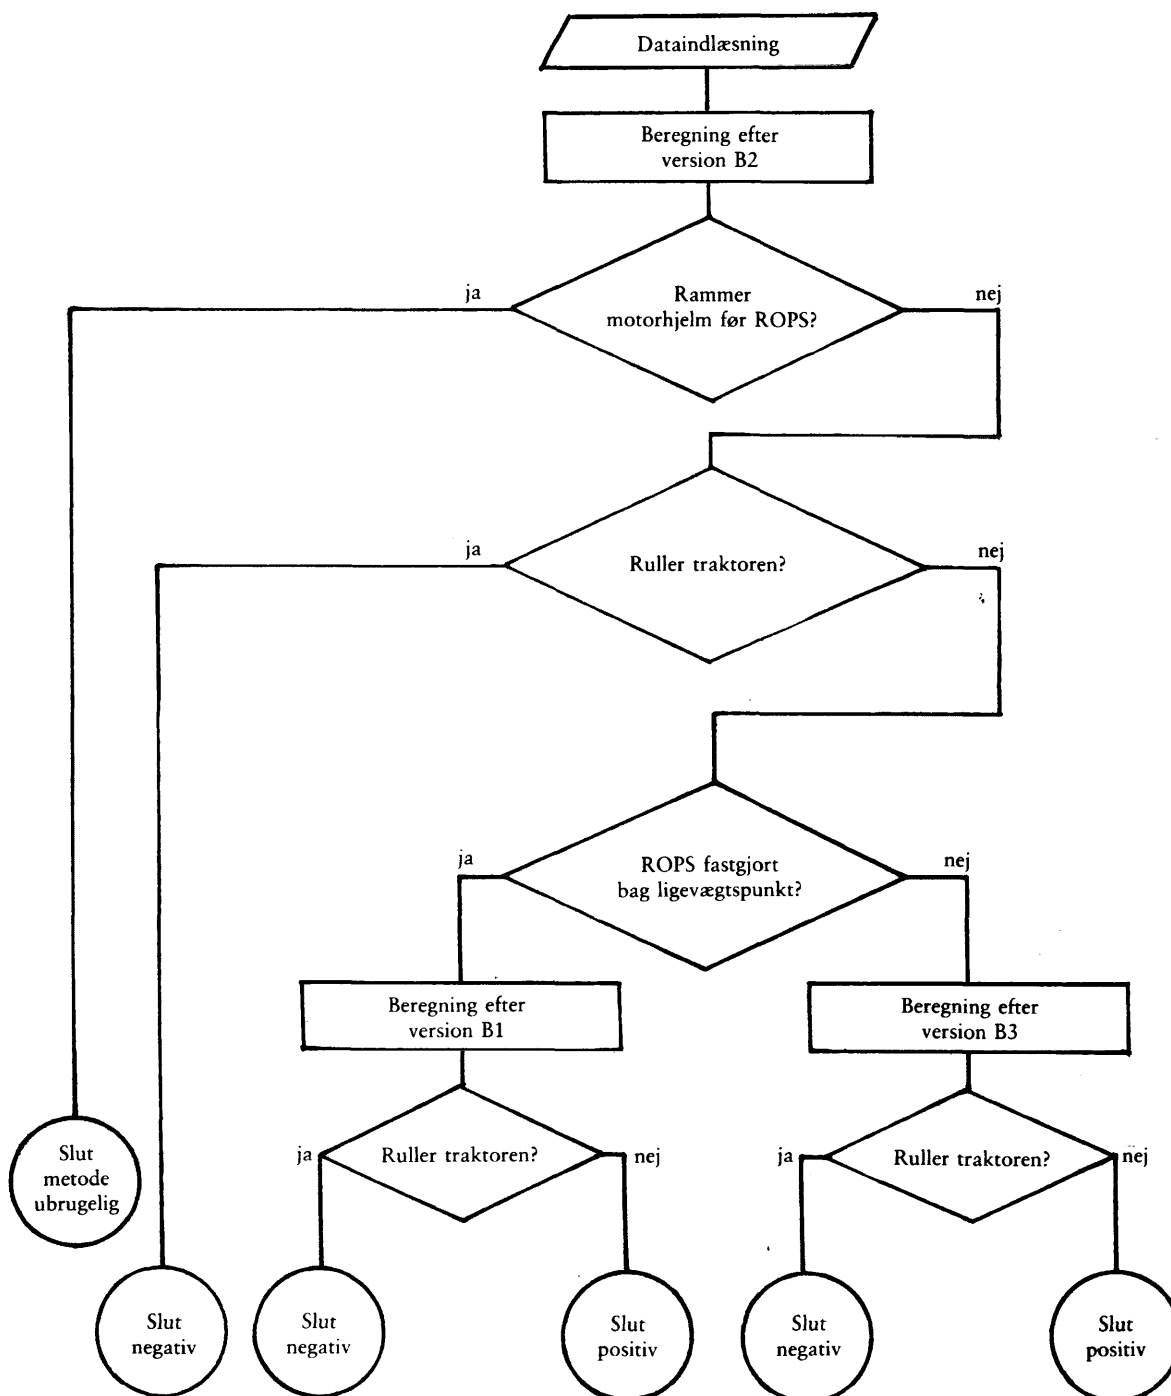 Dataindlæsning
Beregning efter
version B2
ja
nej
Rammer
motorhjelm før ROPS?
ja
nej
Ruller traktoren?
ja
nej
ROPS fastgjort
bag ligevægtspunkt?
Beregning efter
version B1
Beregning efter
version B3
ja
Ruller traktoren?
nej
ja
Ruller traktoren?
nej
Slut
metode
ubrugelig
Slut
negativ
Slut
negativ
Slut
positiv
Slut
negativ
Slut
positiv